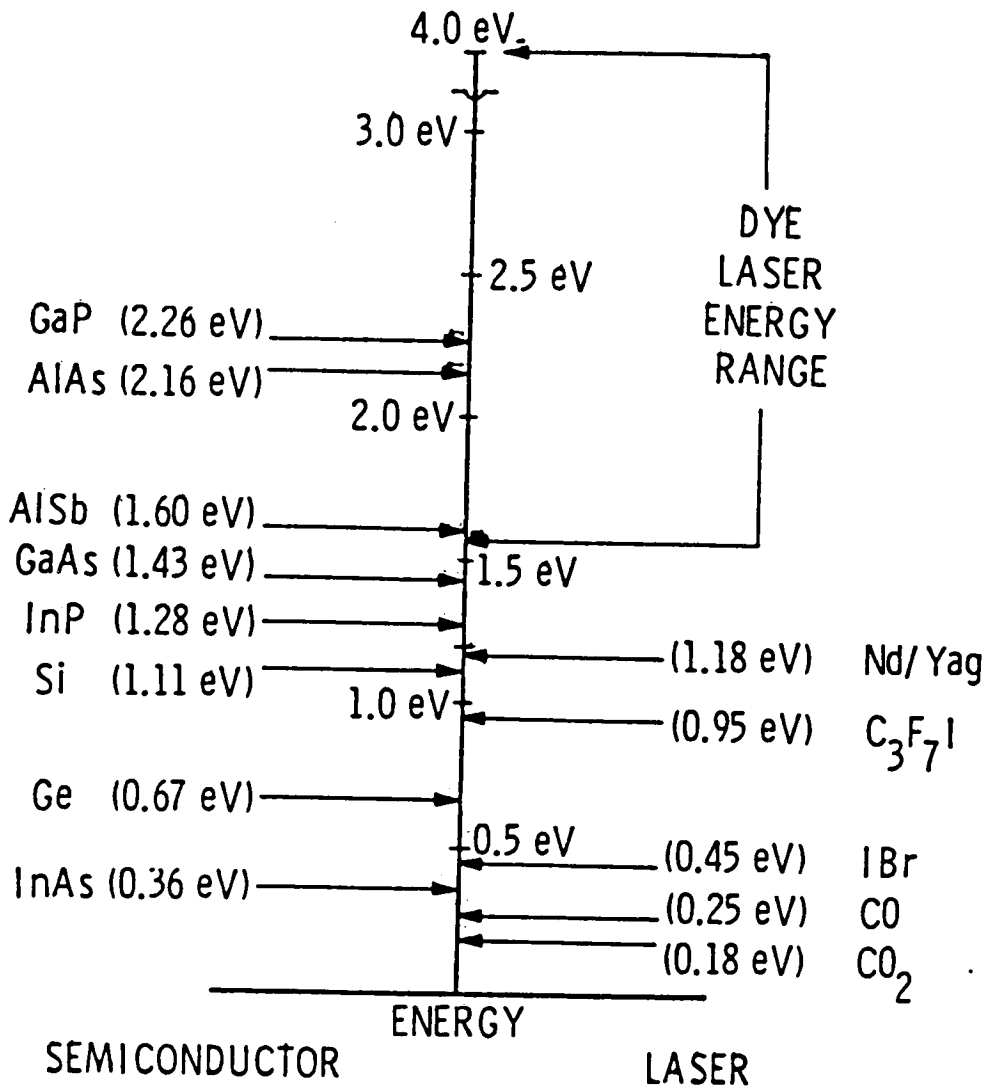 4.0 eV
3.0 eV
DYE
LASER
ENERGY
RANGE
2.5 eV
GaP (2.26 eV)
AlAs (2.16 eV)
2.0 eV
AlSb (1.60 eV)
GaAs (1.43 eV)
1.5 eV
InP (1.28 eV)
(1.18 eV) Nd/Yag
Si (1.11 eV)
1.0 eV
(0.95 eV) C3F7I
Ge (0.67 eV)
0.5 eV
(0.45 eV) IBr
InAs (0.36 eV)
(0.25 eV) CO
(0.18 eV) CO2
ENERGY
SEMICONDUCTOR
LASER